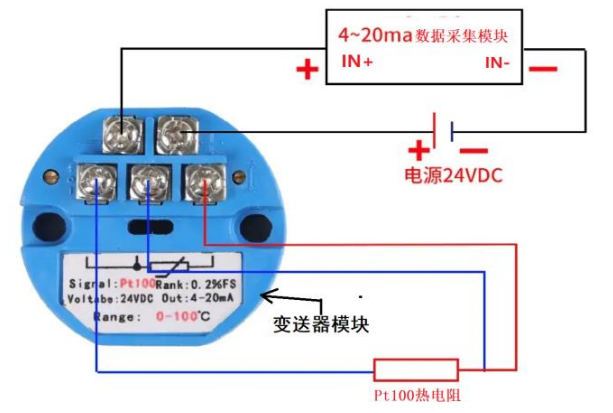 4~20ma数据采集模块
+ IN+ IN- −
+ −
电源24VDC
Signal:Pt100 Rank:0.2%FS
Voltabe:24VDC Out:4-20mA
Range: 0-100℃
变送器模块
Pt100热电阻